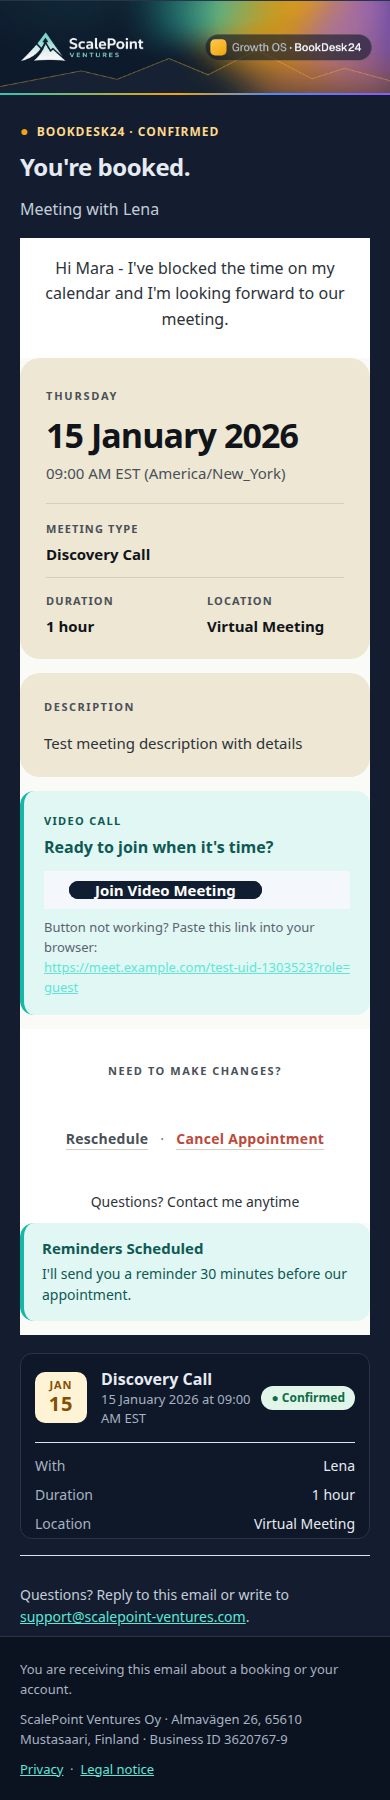 ScalePoint
VENTURES
Growth OS · BookDesk24
● BOOKDESK24 · CONFIRMED
You're booked.
Meeting with Lena
Hi Mara - I've blocked the time on my
calendar and I'm looking forward to our
meeting.
THURSDAY
15 January 2026
09:00 AM EST (America/New_York)
MEETING TYPE
Discovery Call
DURATION LOCATION
1 hour Virtual Meeting
DESCRIPTION
Test meeting description with details
VIDEO CALL
Ready to join when it's time?
Join Video Meeting
Button not working? Paste this link into your
browser:
https://meet.example.com/test-uid-1303523?role=
guest
NEED TO MAKE CHANGES?
Reschedule · Cancel Appointment
Questions? Contact me anytime
Reminders Scheduled
I'll send you a reminder 30 minutes before our
appointment.
JAN
15
Discovery Call
15 January 2026 at 09:00
AM EST
● Confirmed
With Lena
Duration 1 hour
Location Virtual Meeting
Questions? Reply to this email or write to
support@scalepoint-ventures.com.
You are receiving this email about a booking or your
account.
ScalePoint Ventures Oy · Almavägen 26, 65610
Mustasaari, Finland · Business ID 3620767-9
Privacy · Legal notice